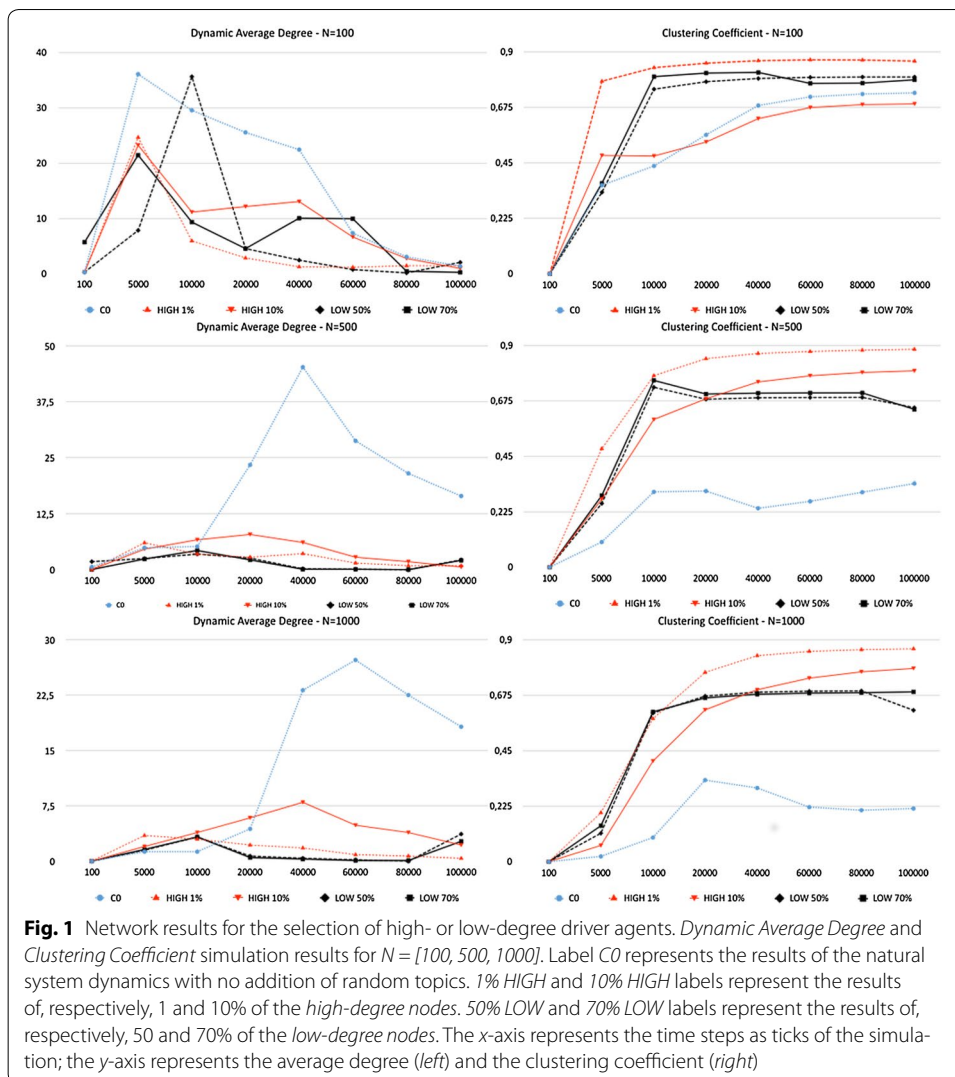 Dynamic Average Degree - N=100
40
30
20
10
0
100 5000 10000 20000 40000 60000 80000 100000
C0 HIGH 1% HIGH 10% LOW 50% LOW 70%
Clustering Coefficient - N=100
0,9
0,675
0,45
0,225
0
100 5000 10000 20000 40000 60000 80000 100000
C0 HIGH 1% HIGH 10% LOW 50% LOW 70%
Dynamic Average Degree - N=500
50
37,5
25
12,5
0
100 5000 10000 20000 40000 60000 80000 100000
C0 HIGH 1% HIGH 10% LOW 50% LOW 70%
Clustering Coefficient - N=500
0,9
0,675
0,45
0,225
0
100 5000 10000 20000 40000 60000 80000 100000
C0 HIGH 1% HIGH 10% LOW 50% LOW 70%
Dynamic Average Degree - N=1000
30
22,5
15
7,5
0
100 5000 10000 20000 40000 60000 80000 100000
C0 HIGH 1% HIGH 10% LOW 50% LOW 70%
Clustering Coefficient - N=1000
0,9
0,675
0,45
0,225
0
100 5000 10000 20000 40000 60000 80000 100000
C0 HIGH 1% HIGH 10% LOW 50% LOW 70%
Fig. 1 Network results for the selection of high- or low-degree driver agents. Dynamic Average Degree and
Clustering Coefficient simulation results for N = [100, 500, 1000]. Label C0 represents the results of the natural
system dynamics with no addition of random topics. 1% HIGH and 10% HIGH labels represent the results
of, respectively, 1 and 10% of the high-degree nodes. 50% LOW and 70% LOW labels represent the results of,
respectively, 50 and 70% of the low-degree nodes. The x-axis represents the time steps as ticks of the simula-
tion; the y-axis represents the average degree (left) and the clustering coefficient (right)